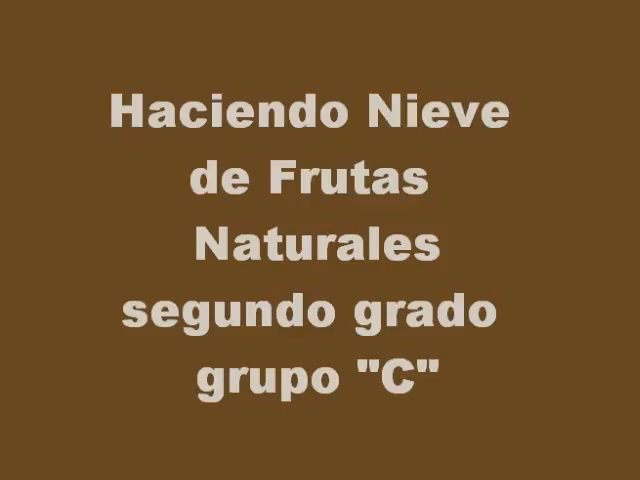 Haciendo Nieve
de Frutas
Naturales
segundo grado
grupo "C"